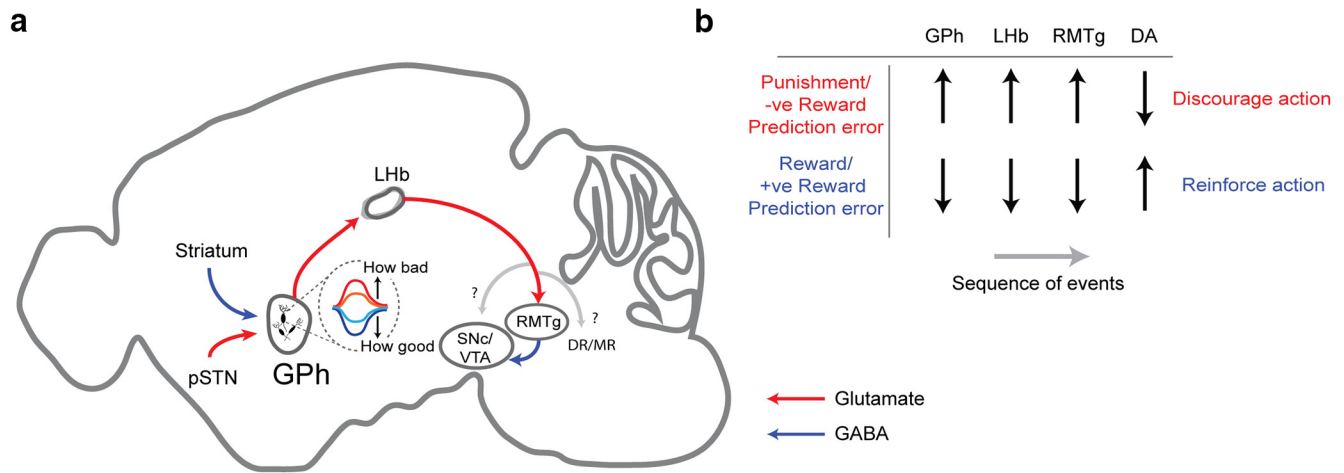 a
LHb
Striatum
How bad
?
?
RMTg
SNc/
VTA
DR/MR
How good
pSTN
GPh
b
GPh LHb RMTg DA
Punishment/
-ve Reward
Prediction error
Discourage action
Reward/
+ve Reward
Prediction error
Reinforce action
Sequence of events
Glutamate
GABA